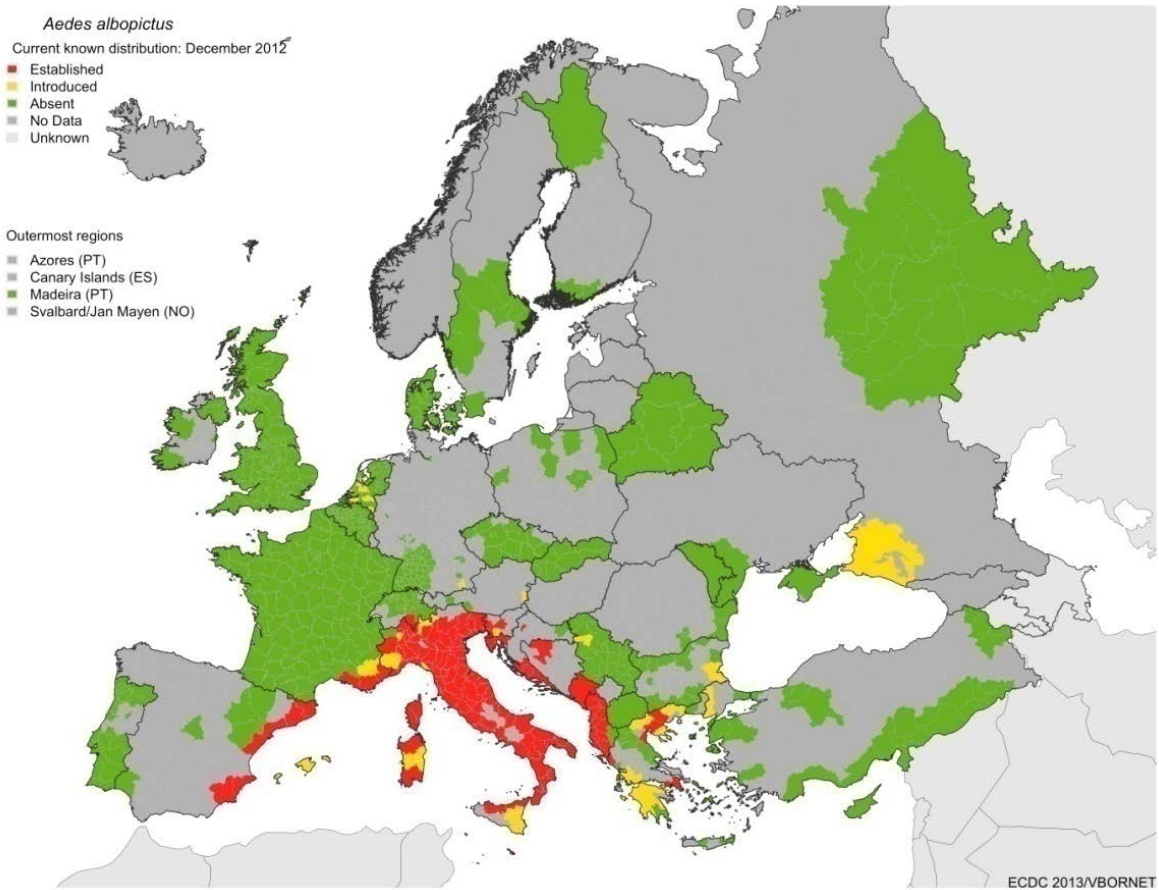 Aedes albopictus
Current known distribution: December 2012
Established
Introduced
Absent
No Data
Unknown
Outermost regions
Azores (PT)
Canary Islands (ES)
Madeira (PT)
Svalbard/Jan Mayen (NO)
ECDC 2013/VBORNET